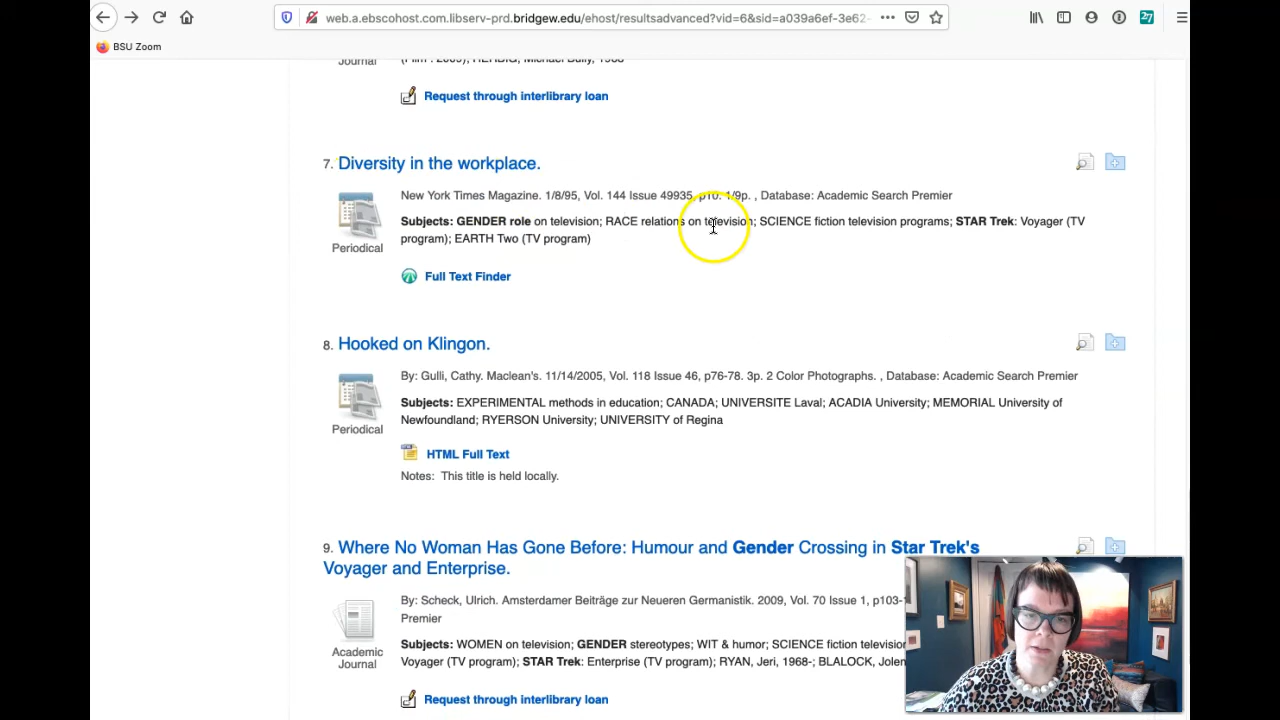 web.a.ebscohost.com.libserv-prd.bridgew.edu/ehost/resultsadvanced?vid=6&sid=a039a6ef-3e62-
27
BSU Zoom
Journal
Request through interlibrary loan
7. Diversity in the workplace.
New York Times Magazine. 1/8/95, Vol. 144 Issue 49935, p10. 1/9p. , Database: Academic Search Premier
Subjects: GENDER role on television; RACE relations on television; SCIENCE fiction television programs; STAR Trek: Voyager (TV
program); EARTH Two (TV program)
Periodical
Full Text Finder
8. Hooked on Klingon.
By: Gulli, Cathy. Maclean's. 11/14/2005, Vol. 118 Issue 46, p76-78. 3p. 2 Color Photographs. , Database: Academic Search Premier
Subjects: EXPERIMENTAL methods in education; CANADA; UNIVERSITE Laval; ACADIA University; MEMORIAL University of
Newfoundland; RYERSON University; UNIVERSITY of Regina
Periodical
HTML Full Text
Notes: This title is held locally.
9. Where No Woman Has Gone Before: Humour and Gender Crossing in Star Trek's
Voyager and Enterprise.
By: Scheck, Ulrich. Amsterdamer Beiträge zur Neueren Germanistik. 2009, Vol. 70 Issue 1, p103-
Premier
Subjects: WOMEN on television; GENDER stereotypes; WIT & humor; SCIENCE fiction television
Voyager (TV program); STAR Trek: Enterprise (TV program); RYAN, Jeri, 1968-; BLALOCK, Jolene
Academic
Journal
Request through interlibrary loan